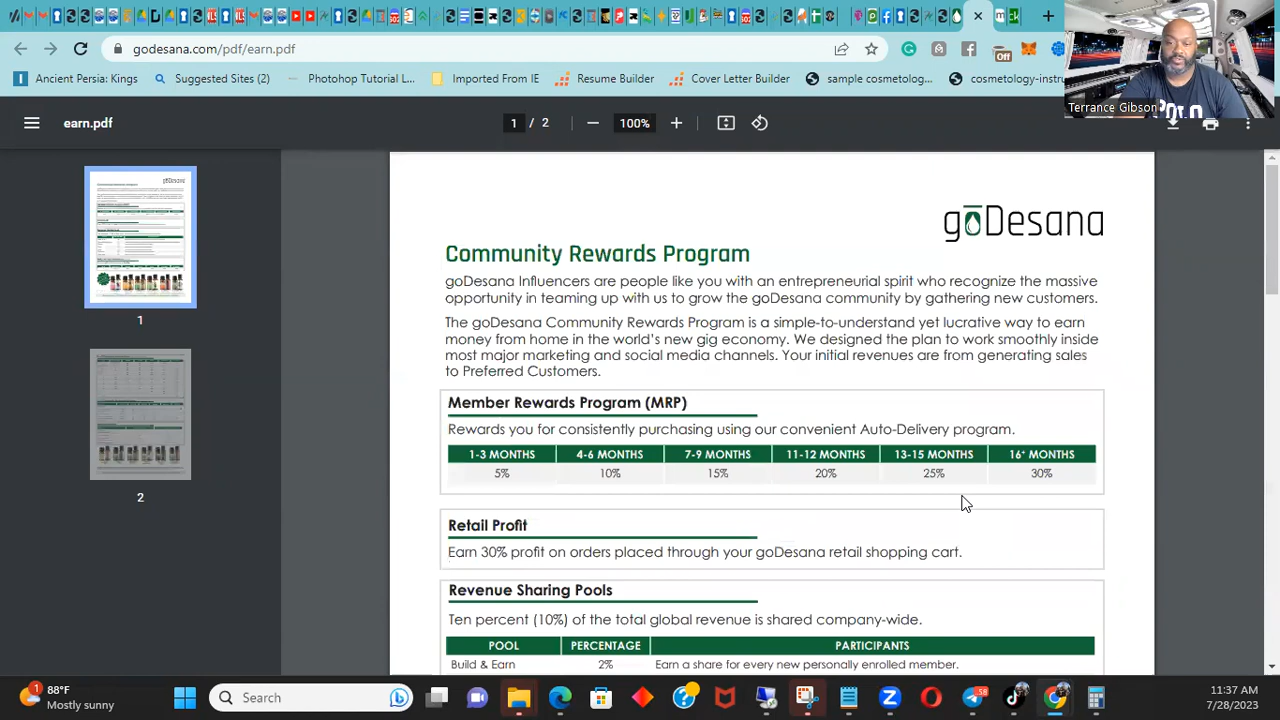 godesana.com/pdf/earn.pdf
Off
Ancient Persia: Kings
Suggested Sites (2)
Photohop Tutorial L...
Imported From IE
Resume Builder
Cover Letter Builder
sample cosmetolog...
cosmetology-instru
Terrance Gibson
earn.pdf
1 / 2
100%
1
2
goDesana
Community Rewards Program
goDesana Influencers are people like you with an entrepreneurial spirit who recognize the massive
opportunity in teaming up with us to grow the goDesana community by gathering new customers.
The goDesana Community Rewards Program is a simple-to-understand yet lucrative way to earn
money from home in the world's new gig economy. We designed the plan to work smoothly inside
most major marketing and social media channels. Your initial revenues are from generating sales
to Preferred Customers.
Member Rewards Program (MRP)
Rewards you for consistently purchasing using our convenient Auto-Delivery program.
1-3 MONTHS 4-6 MONTHS 7-9 MONTHS 11-12 MONTHS 13-15 MONTHS 16+ MONTHS
5% 10% 15% 20% 25% 30%
Retail Profit
Earn 30% profit on orders placed through your goDesana retail shopping cart.
Revenue Sharing Pools
Ten percent (10%) of the total global revenue is shared company-wide.
POOL PERCENTAGE PARTICIPANTS
Build & Earn 2% Earn a share for every new personally enrolled member.
1
88°F
Mostly sunny
Search
58
11:37 AM
7/28/2023